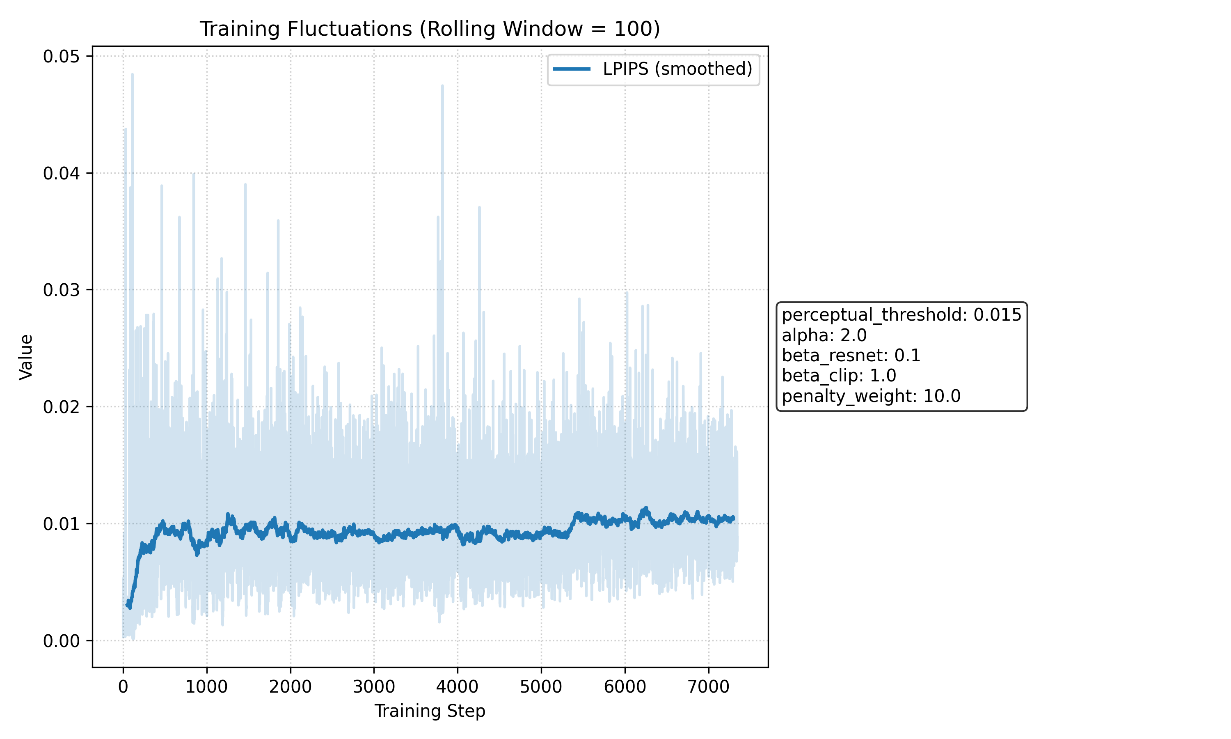 Training Fluctuations (Rolling Window = 100)
LPIPS (smoothed)
0.05
0.04
0.03
0.02
0.01
0.00
Value
0 1000 2000 3000 4000 5000 6000 7000
Training Step
perceptual_threshold: 0.015
alpha: 2.0
beta_resnet: 0.1
beta_clip: 1.0
penalty_weight: 10.0